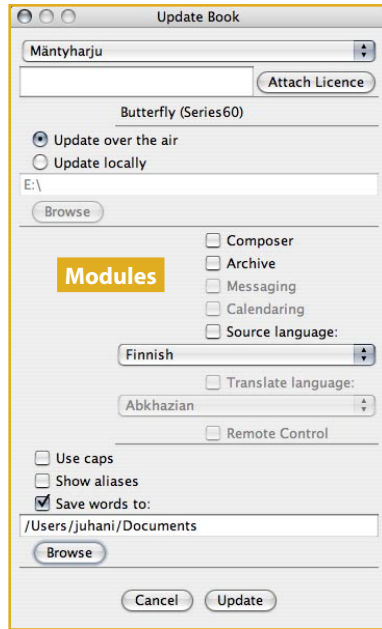 Update Book
Mäntyharju
Attach Licence
Butterfly (Series60)
Update over the air
Update locally
E:\
Browse
Composer
Archive
Modules
Messaging
Calendaring
Source language:
Finnish
Translate language:
Abkhazian
Remote Control
Use caps
Show aliases
Save words to:
/Users/juhani/Documents
Browse
Cancel Update